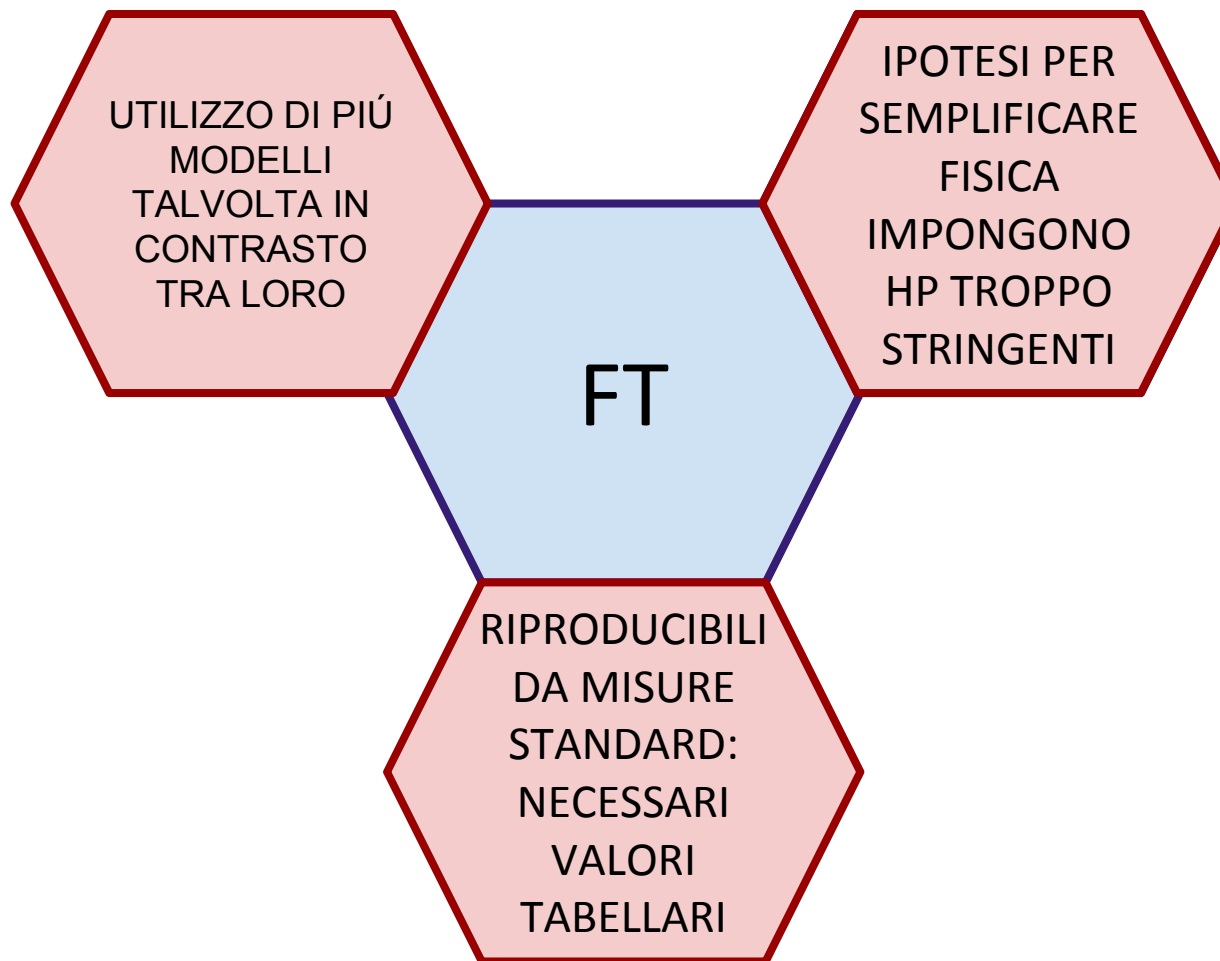 UTILIZZO DI PIÚ
MODELLI
TALVOLTA IN
CONTRASTO
TRA LORO
IPOTESI PER
SEMPLIFICARE
FISICA
IMPONGONO
HP TROPPO
STRINGENTI
FT
RIPRODUCIBILI
DA MISURE
STANDARD:
NECESSARI
VALORI
TABELLARI